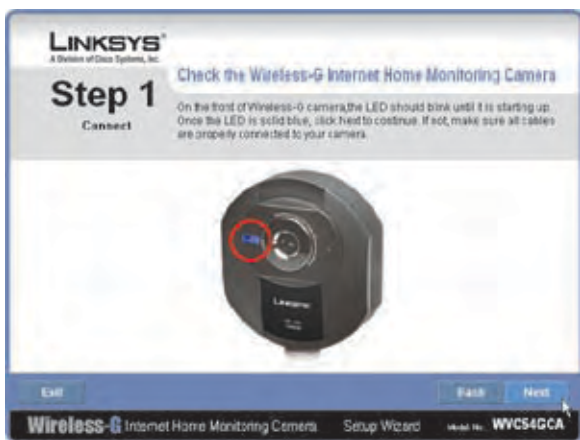 LINKSYS®
A Division of Cisco Systems, Inc.
Step 1
Connect
Check the Wireless-G Internet Home Monitoring Camera
On the front of Wireless-G camera,the LED should blink until it is starting up.
Once the LED is solid blue, click Next to continue. If not, make sure all cables
are properly connected to your camera.
LINKSYS
Exit
Back
Next
Wireless-G Internet Home Monitoring Camera
Setup Wizard
Model No. WVC54GCA